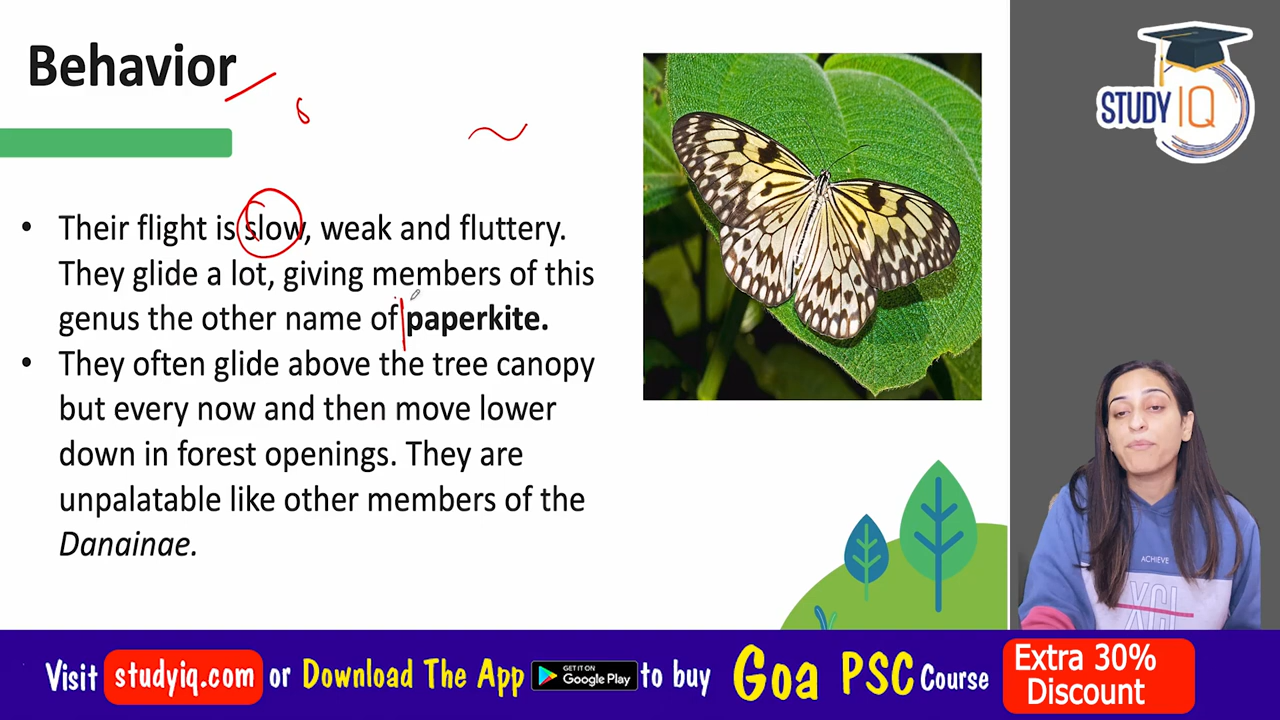 Behavior
STUDY IQ
• Their flight is slow, weak and fluttery.
They glide a lot, giving members of this
genus the other name of paperkite.
• They often glide above the tree canopy
but every now and then move lower
down in forest openings. They are
unpalatable like other members of the
Danainae.
ACHIEVE
Visit studyiq.com or Download The App GET IT ON Google Play to buy Goa PSC Course
Extra 30%
Discount